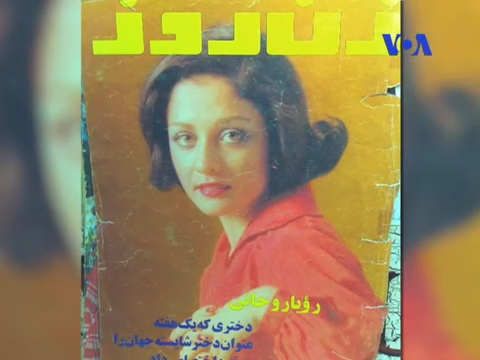 زن روز
VOA
رؤیا روحانی
دختری که یک هفته
عنوان دختر شایسته جهان را